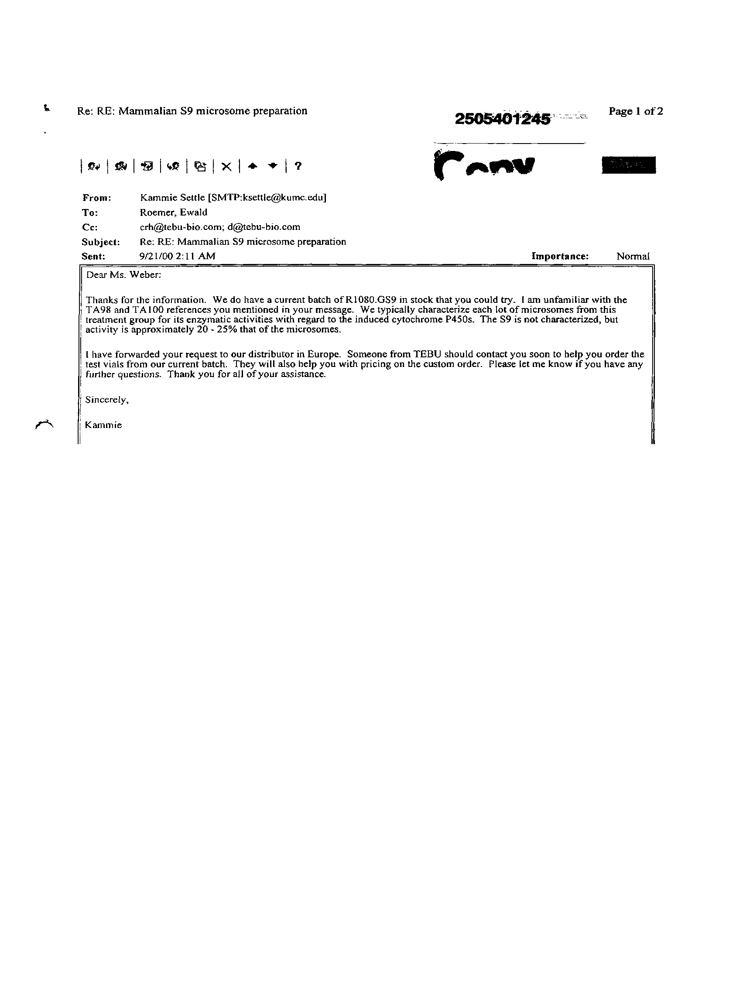 Re: RE: Mammalian S9 microsome preparation
Page 1 of 2
2505401245
Copy
| | | | | × | | ?
From: Kammie Settle [SMTP:ksettle@kumc.edu]
To: Roemer, Ewald
Cc: crh@tebu-bio.com; d@tebu-bio.com
Subject: Re: RE: Mammalian S9 microsome preparation
Sent: 9/21/00 2:11 AM
Importance: Normal
Dear Ms. Weber:
Thanks for the information. We do have a current batch of R1080.GS9 in stock that you could try. I am unfamiliar with the
TA98 and TA100 references you mentioned in your message. We typically characterize each lot of microsomes from this
treatment group for its enzymatic activities with regard to the induced cytochrome P450s. The S9 is not characterized, but
activity is approximately 20 - 25% that of the microsomes.
I have forwarded your request to our distributor in Europe. Someone from TEBU should contact you soon to help you order the
test vials from our current batch. They will also help you with pricing on the custom order. Please let me know if you have any
further questions. Thank you for all of your assistance.
Sincerely,
Kammie